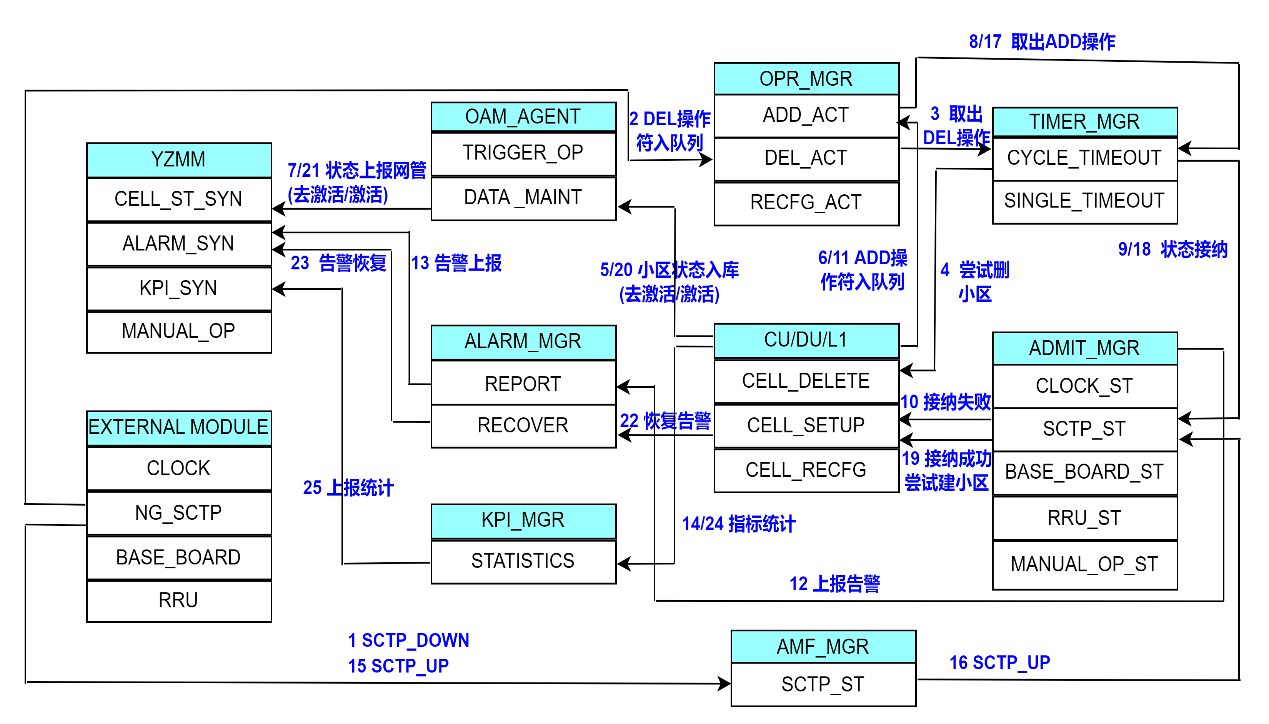 8/17 取出ADD操作
OPR_MGR
ADD_ACT
DEL_ACT
RECFG_ACT
2 DEL操作
符入队列
3 取出
DEL操作
TIMER_MGR
CYCLE_TIMEOUT
SINGLE_TIMEOUT
OAM_AGENT
TRIGGER_OP
DATA _MAINT
YZMM
CELL_ST_SYN
ALARM_SYN
KPI_SYN
MANUAL_OP
7/21 状态上报网管
(去激活/激活)
23 告警恢复
13 告警上报
5/20 小区状态入库
(去激活/激活)
6/11 ADD操
作符入队列
4 尝试删
小区
9/18 状态接纳
ALARM_MGR
REPORT
RECOVER
CU/DU/L1
CELL_DELETE
CELL_SETUP
CELL_RECFG
ADMIT_MGR
CLOCK_ST
SCTP_ST
BASE_BOARD_ST
RRU_ST
MANUAL_OP_ST
10 接纳失败
22 恢复告警
19 接纳成功
尝试建小区
EXTERNAL MODULE
CLOCK
NG_SCTP
BASE_BOARD
RRU
25 上报统计
KPI_MGR
STATISTICS
14/24 指标统计
12 上报告警
1 SCTP_DOWN
15 SCTP_UP
AMF_MGR
SCTP_ST
16 SCTP_UP